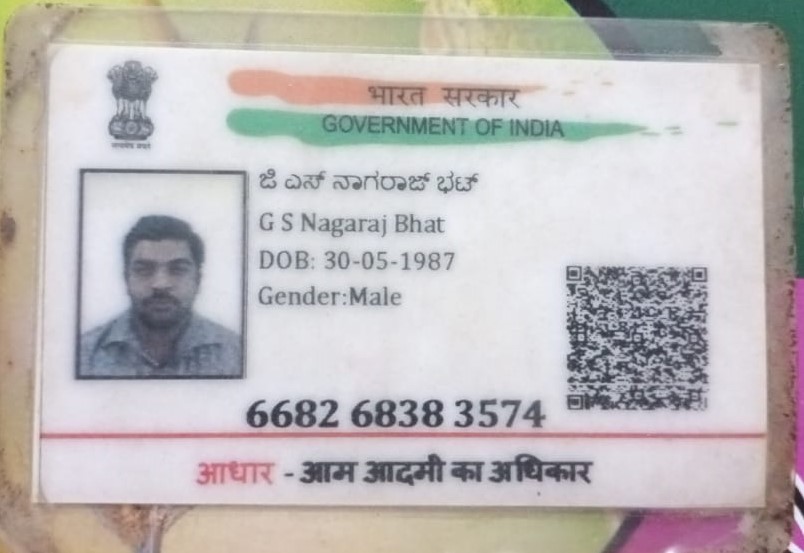 भारत सरकार
GOVERNMENT OF INDIA
ಜಿ ಎಸ್ ನಾಗರಾಜ್ ಭಟ್
G S Nagaraj Bhat
DOB: 30-05-1987
Gender:Male
6682 6838 3574
आधार - आम आदमी का अधिकार